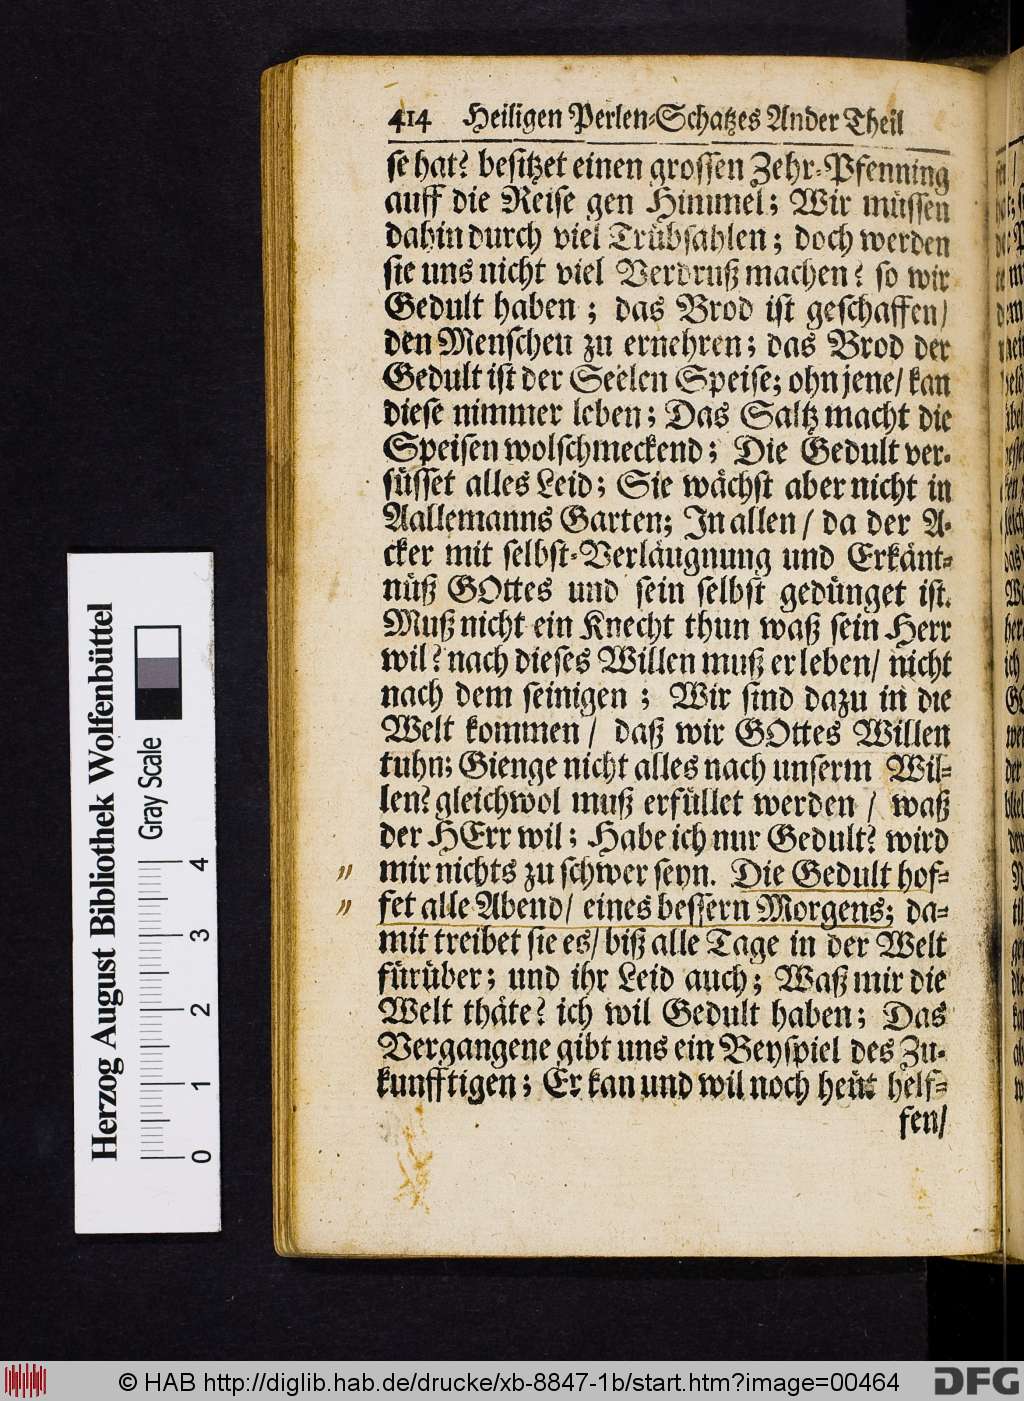 414 Heiligen Perlen-Schatzes Ander Theil
se hat? besitzet einen grossen Zehr-Pfenning
auff die Reise gen Himmel; Wir müssen
dahin durch viel Trübsahlen; doch werden
sie uns nicht viel Verdruß machen? so wir
Gedult haben; das Brod ist geschaffen/
den Menschen zu ernehren; das Brod der
Gedult ist der Seelen Speise; ohn jene/ kan
diese nimmer leben; Das Saltz macht die
Speisen wolschmeckend; Die Gedult ver-
süsset alles Leid; Sie wächst aber nicht in
Aallemanns Garten; In allen/ da der A-
cker mit selbst-Verläugnung und Erkänt-
nüß GOttes und sein selbst gedünget ist.
Muß nicht ein Knecht thun waß sein Herr
wil? nach dieses Willen muß er leben/ nicht
nach dem seinigen; Wir sind dazu in die
Welt kommen/ daß wir GOttes Willen
tuhn; Gienge nicht alles nach unserm Wil-
len? gleichwol muß erfüllet werden/ waß
der HErr wil; Habe ich nur Gedult? wird
" mir nichts zu schwer seyn. Die Gedult hof-
" fet alle Abend/ eines bessern Morgens; da-
mit treibet sie es/ biß alle Tage in der Welt
fürüber; und ihr Leid auch; Waß mir die
Welt thäte? ich wil Gedult haben; Das
Vergangene gibt uns ein Beyspiel des Zu-
kunfftigen; Er kan und wil noch heut helf-
fen/
Herzog August Bibliothek Wolfenbüttel
Gray Scale
0 1 2 3 4
© HAB http://diglib.hab.de/drucke/xb-8847-1b/start.htm?image=00464
DFG